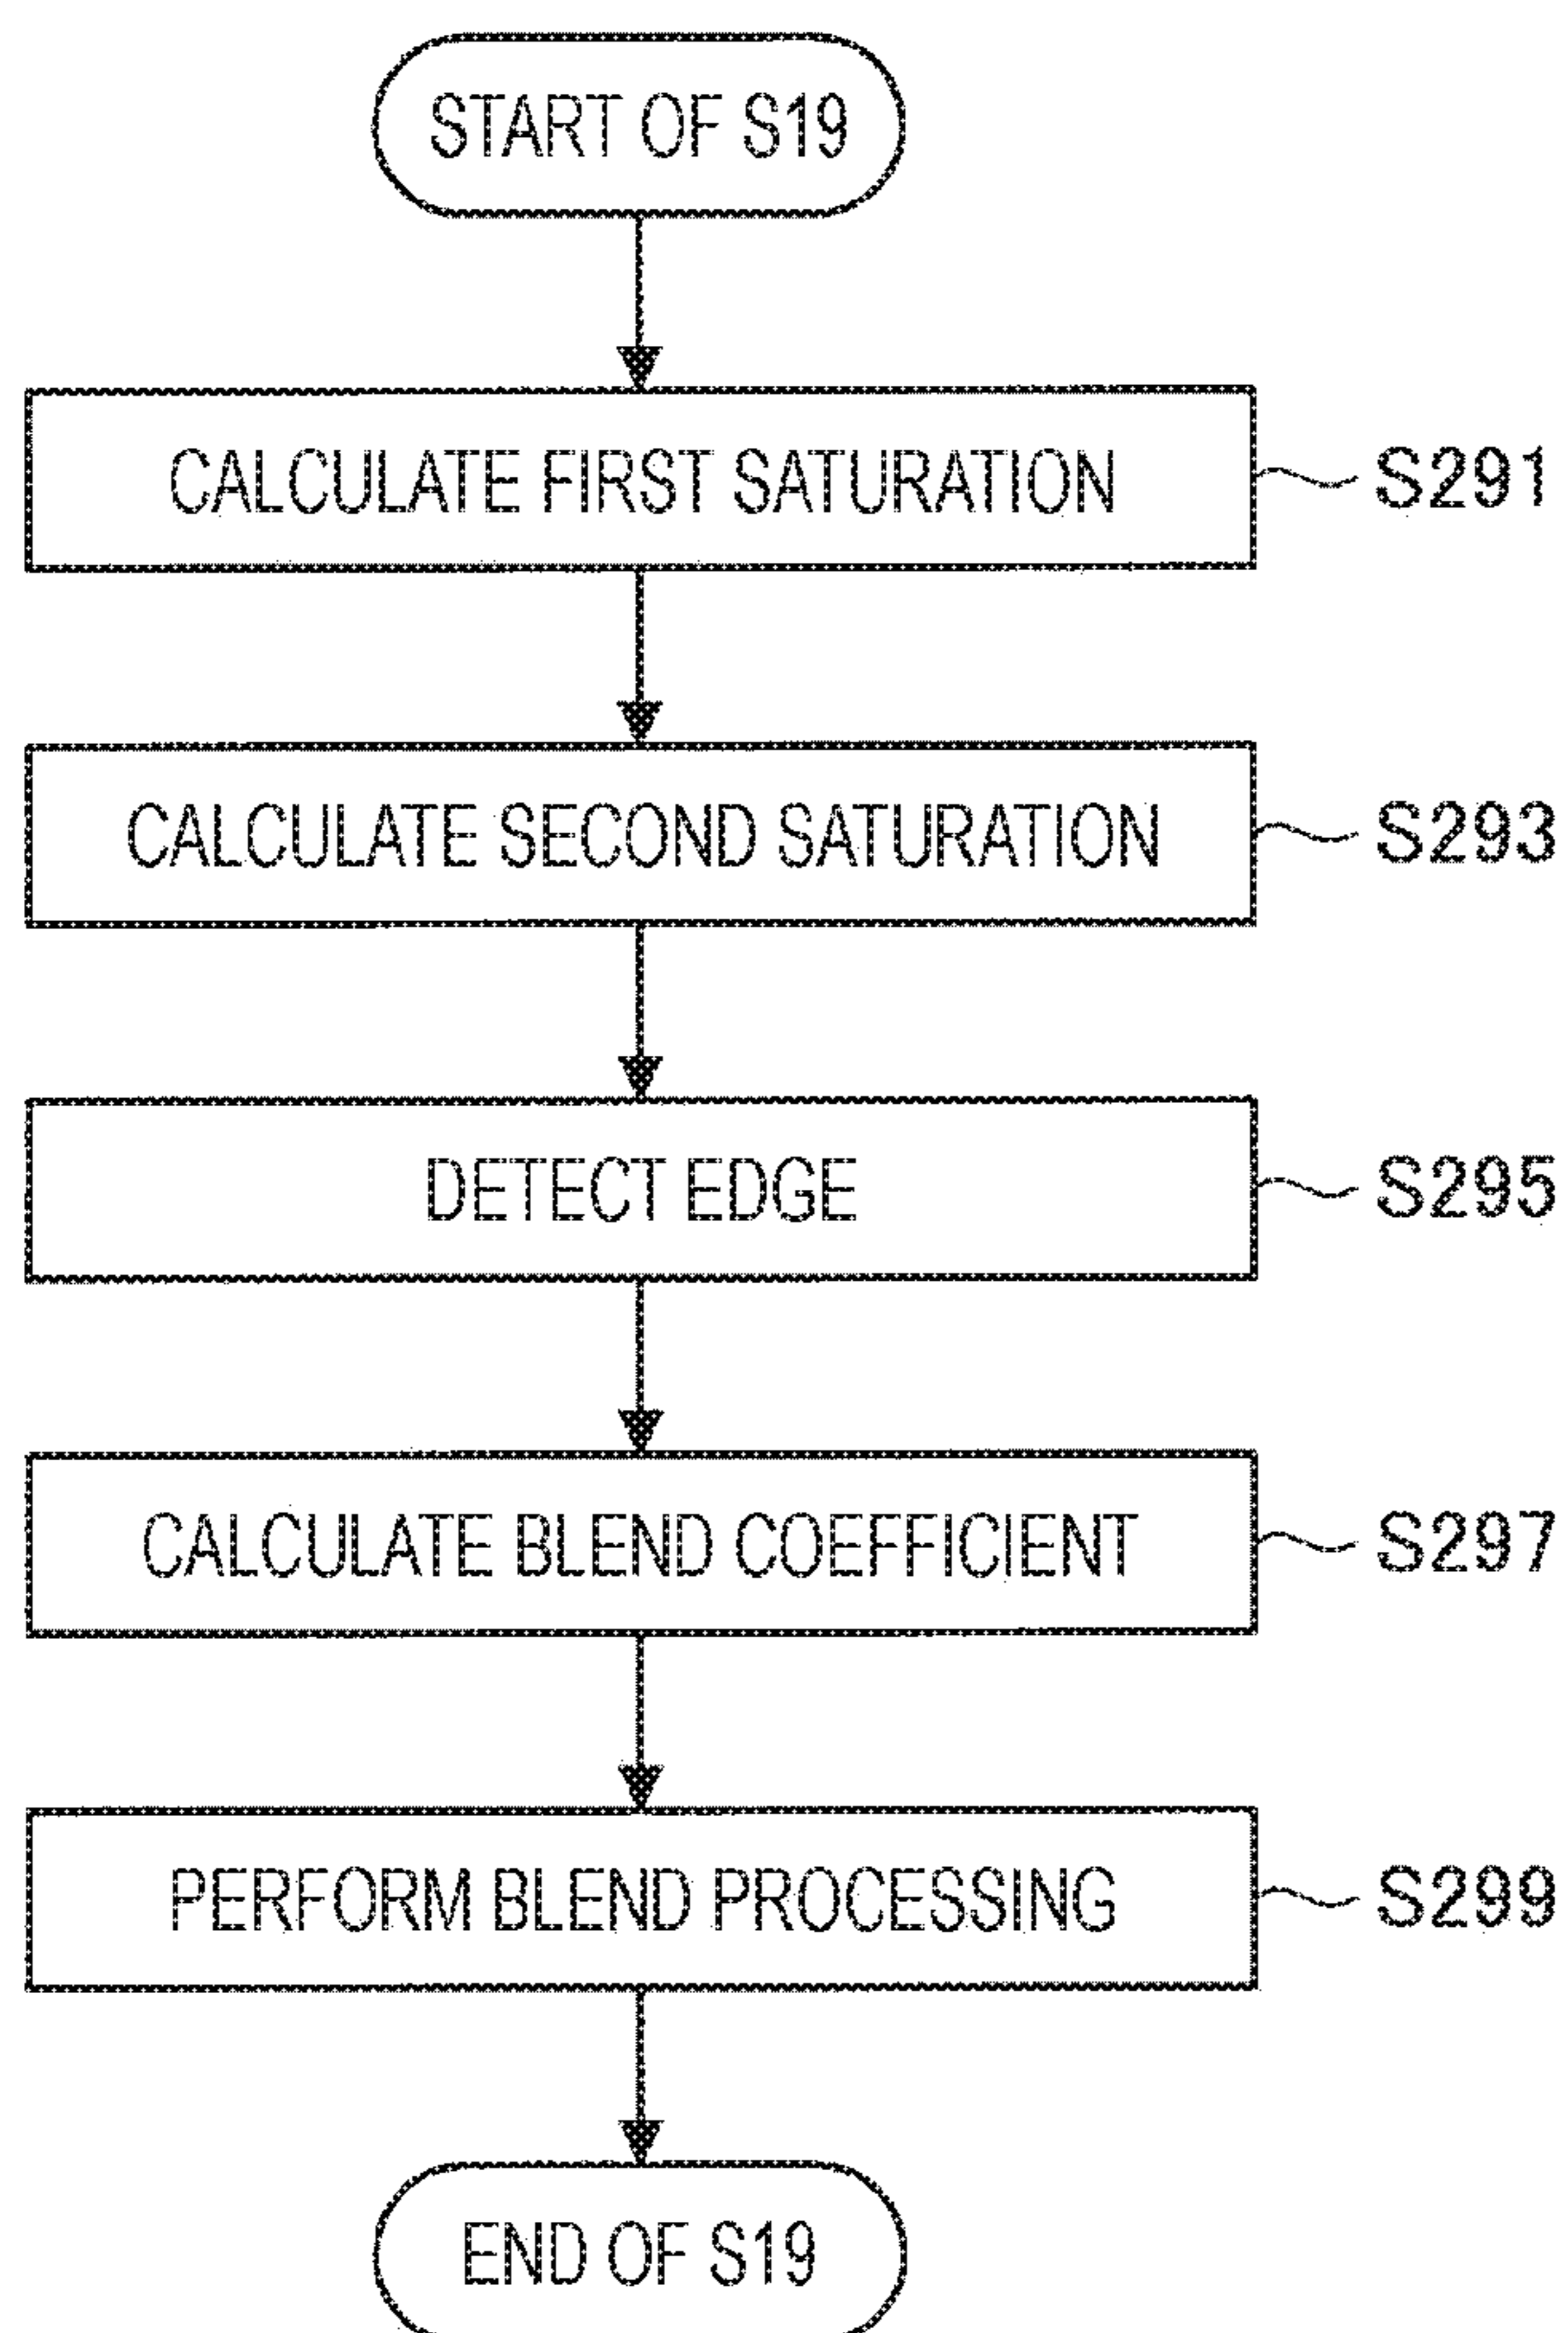 START OF S19
CALCULATE FIRST SATURATION S291
CALCULATE SECOND SATURATION S293
DETECT EDGE S295
CALCULATE BLEND COEFFICIENT S297
PERFORM BLEND PROCESSING S299
END OF S19